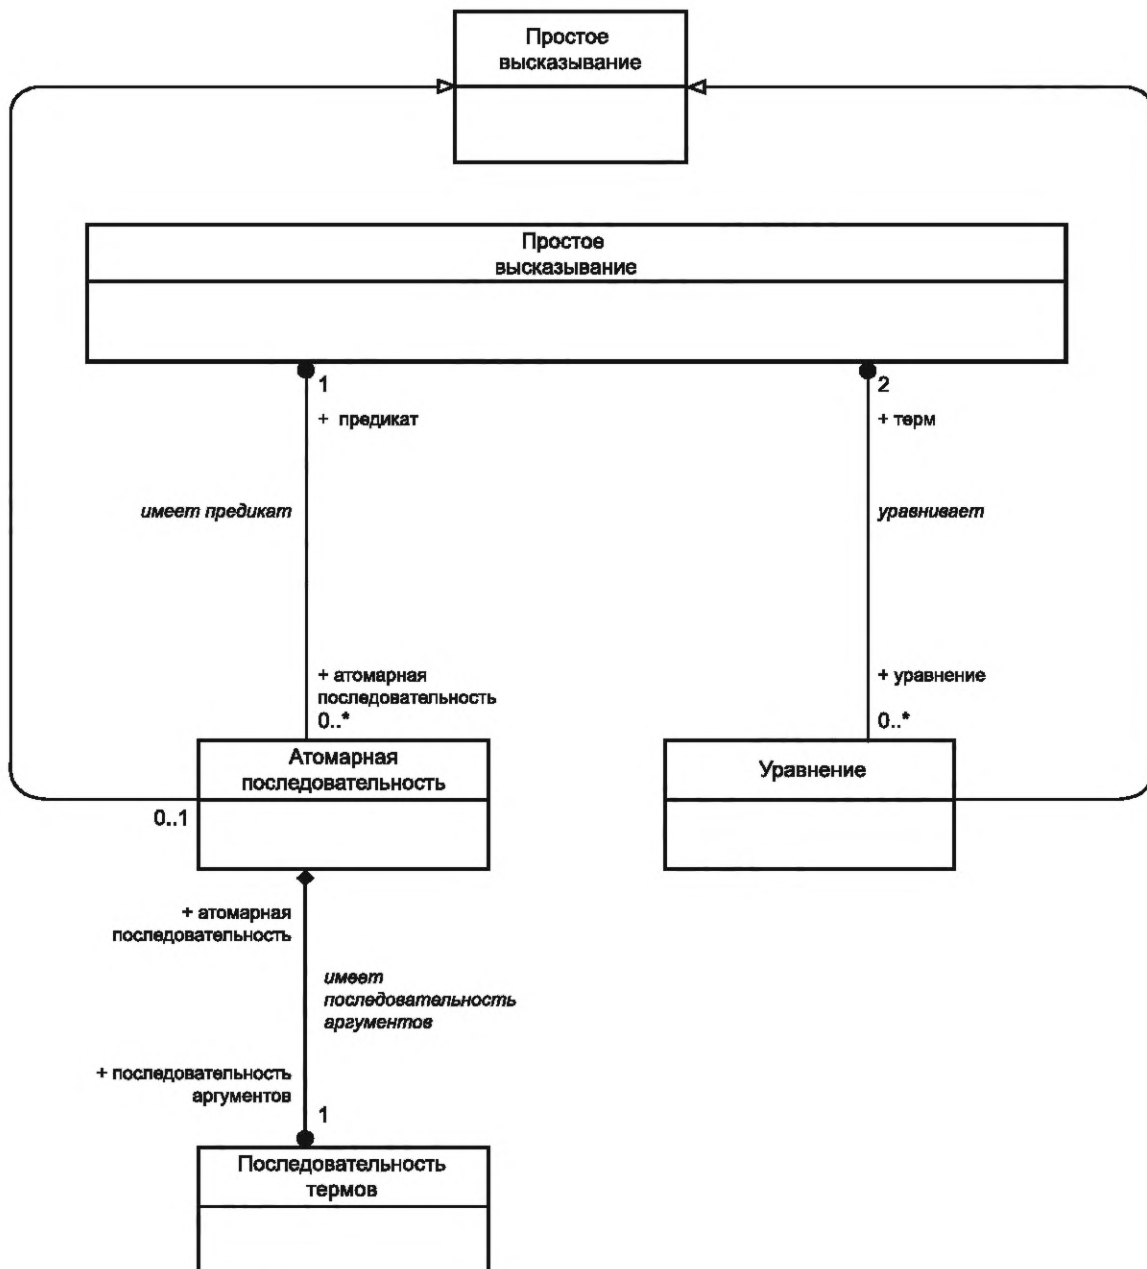 Простое
высказывание
Простое
высказывание
1
+ предикат
2
+ терм
имеет предикат
уравнивает
+ атомарная
последовательность
0..*
+ уравнение
0..*
Атомарная
последовательность
Уравнение
0..1
+ атомарная
последовательность
имеет
последовательность
аргументов
+ последовательность
аргументов
1
Последовательность
термов